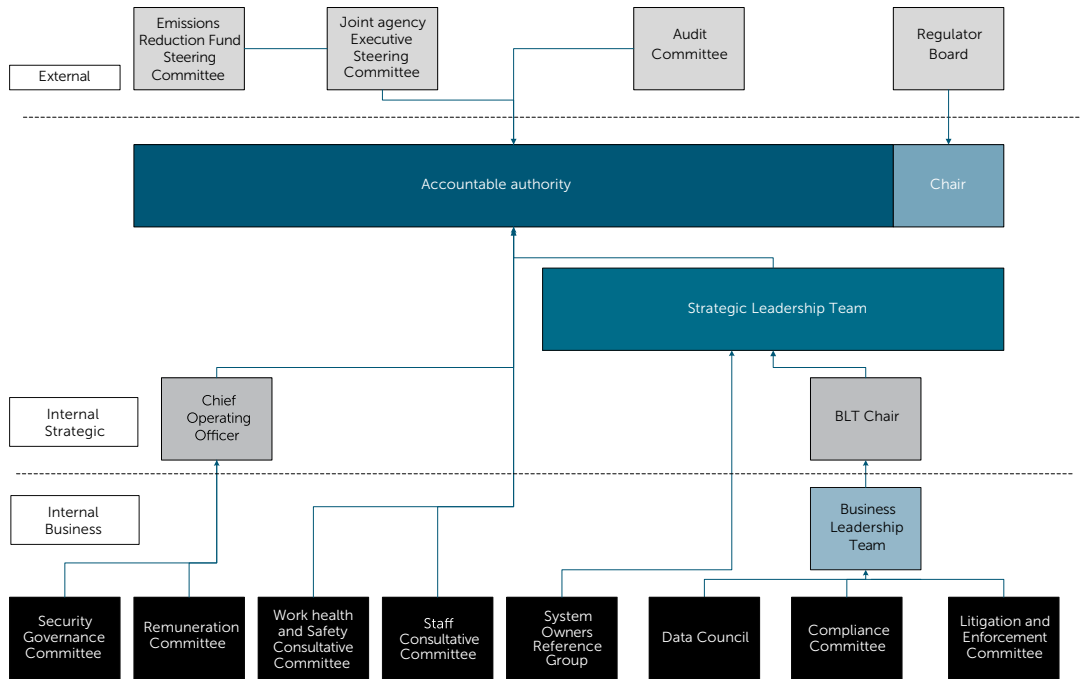 Emissions
Reduction Fund
Steering
Committee
Joint agency
Executive
Steering
Committee
Audit
Committee
Regulator
Board
External
Accountable authority
Chair
Strategic Leadership Team
Internal
Strategic
Chief
Operating
Officer
BLT Chair
Internal
Business
Business
Leadership
Team
Security
Governance
Committee
Remuneration
Committee
Work health
and Safety
Consultative
Committee
Staff
Consultative
Committee
System
Owners
Reference
Group
Data Council
Compliance
Committee
Litigation and
Enforcement
Committee